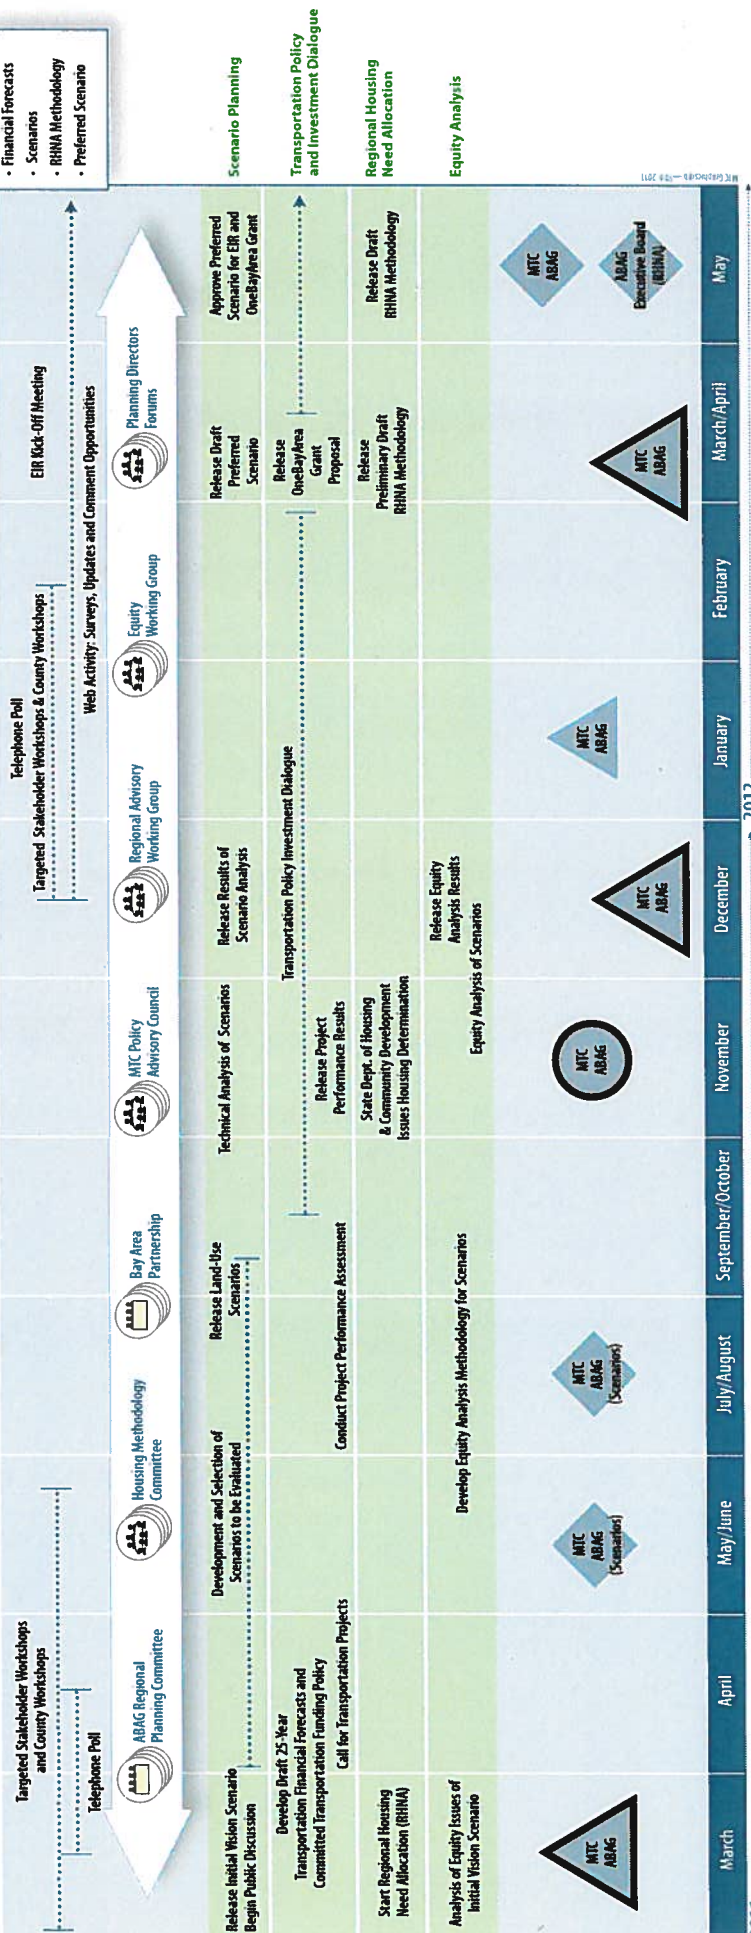 Targeted Stakeholder Workshops
and County Workshops
Telephone Poll
Telephone Poll
Targeted Stakeholder Workshops & County Workshops
EIR Kick-Off Meeting
Web Activity: Surveys, Updates and Comment Opportunities
• Financial Forecasts
• Scenarios
• RHNA Methodology
• Preferred Scenario
ABAG Regional
Planning Committee
Housing Methodology
Committee
Bay Area
Partnership
MTC Policy
Advisory Council
Regional Advisory
Working Group
Equity
Working Group
Planning Directors
Forums
Release Initial Vision Scenario
Begin Public Discussion
Development and Selection of
Scenarios to be Evaluated
Release Land-Use
Scenarios
Technical Analysis of Scenarios
Release Results of
Scenario Analysis
Release Draft
Preferred
Scenario
Approve Preferred
Scenario for EIR and
OneBayArea Grant
Scenario Planning
Develop Draft 25-Year
Transportation Financial Forecasts and
Committed Transportation Funding Policy
Call for Transportation Projects
Conduct Project Performance Assessment
Transportation Policy Investment Dialogue
Release Project
Performance Results
Release
OneBayArea
Grant
Proposal
Transportation Policy
and Investment Dialogue
Start Regional Housing
Need Allocation (RHNA)
State Dept. of Housing
& Community Development
Issues Housing Determination
Release
Preliminary Draft
RHNA Methodology
Release Draft
RHNA Methodology
Regional Housing
Need Allocation
Analysis of Equity Issues of
Initial Vision Scenario
Develop Equity Analysis Methodology for Scenarios
Release Equity
Analysis Results
Equity Analysis of Scenarios
Equity Analysis
MTC
ABAG
MTC
ABAG
(Scenarios)
MTC
ABAG
(Scenarios)
MTC
ABAG
MTC
ABAG
MTC
ABAG
MTC
ABAG
MTC
ABAG
ABAG
Executive Board
(RHNA)
March
April
May/June
July/August
September/October
November
December
January
February
March/April
May
2012